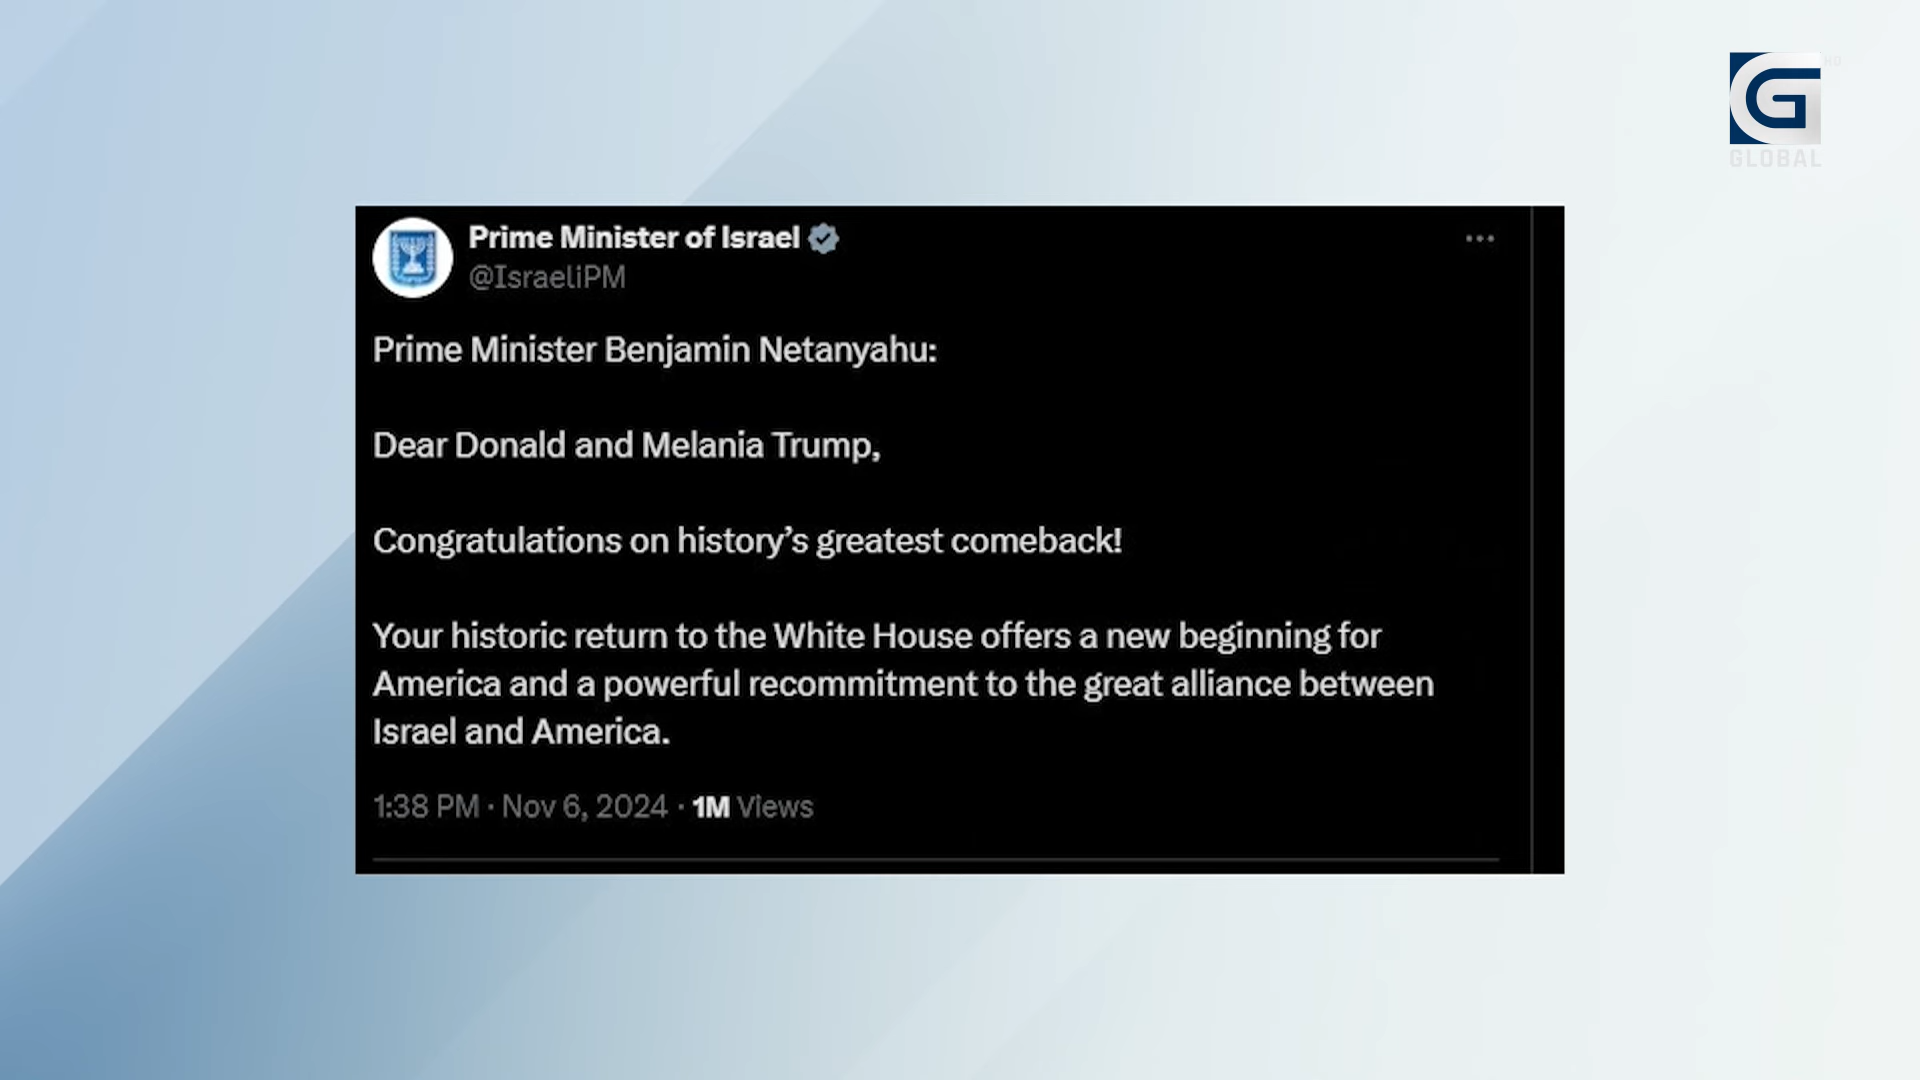 HD
GLOBAL
Prime Minister of Israel
@IsraeliPM
Prime Minister Benjamin Netanyahu:
Dear Donald and Melania Trump,
Congratulations on history’s greatest comeback!
Your historic return to the White House offers a new beginning for
America and a powerful recommitment to the great alliance between
Israel and America.
1:38 PM · Nov 6, 2024 · 1M Views